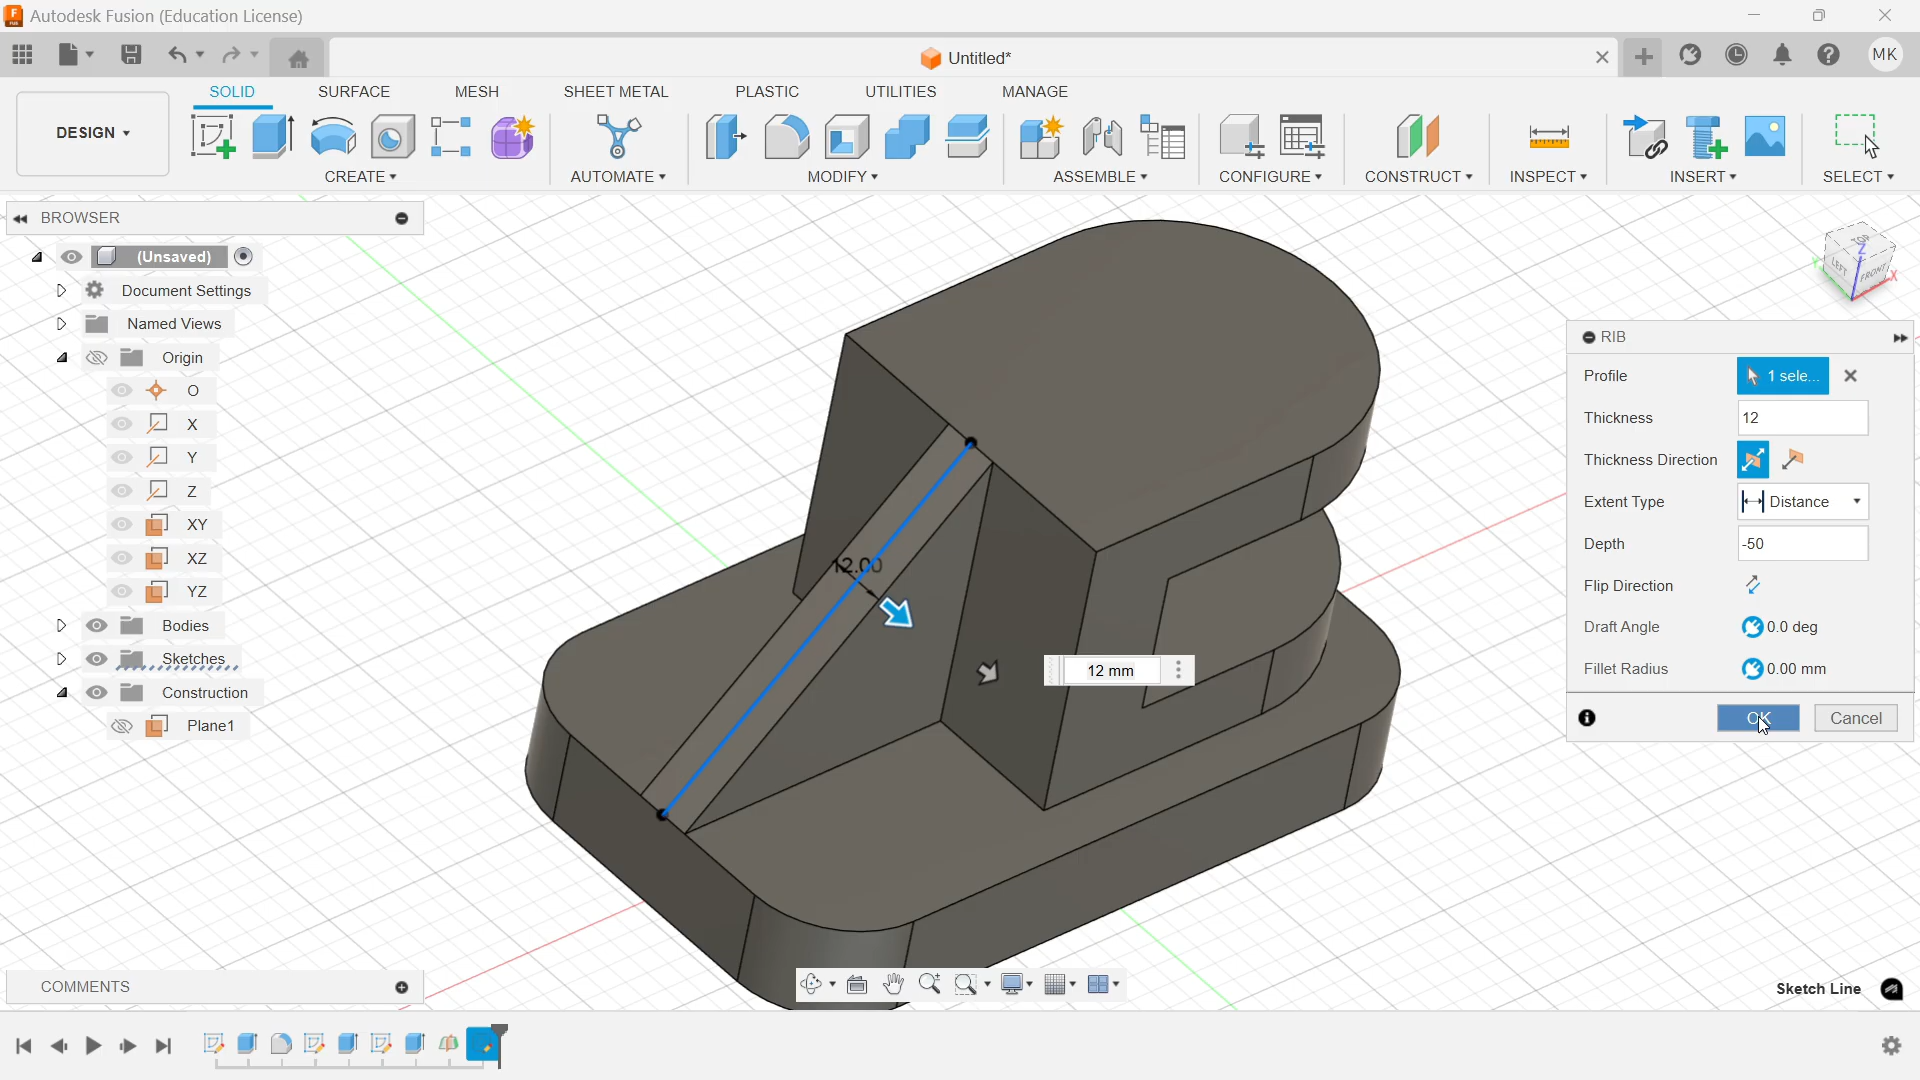 Autodesk Fusion (Education License)
Untitled*
MK
DESIGN
SOLID SURFACE MESH SHEET METAL PLASTIC UTILITIES MANAGE
CREATE AUTOMATE MODIFY ASSEMBLE CONFIGURE CONSTRUCT INSPECT INSERT SELECT
BROWSER
(Unsaved)
Document Settings
Named Views
Origin
O
X
Y
Z
XY
XZ
YZ
Bodies
Sketches
Construction
Plane1
COMMENTS
12.00
12 mm
TOP
Z
LEFT
FRONT
X
Y
RIB
Profile 1 sele...
Thickness 12
Thickness Direction
Extent Type Distance
Depth -50
Flip Direction
Draft Angle 0.0 deg
Fillet Radius 0.00 mm
OK Cancel
Sketch Line